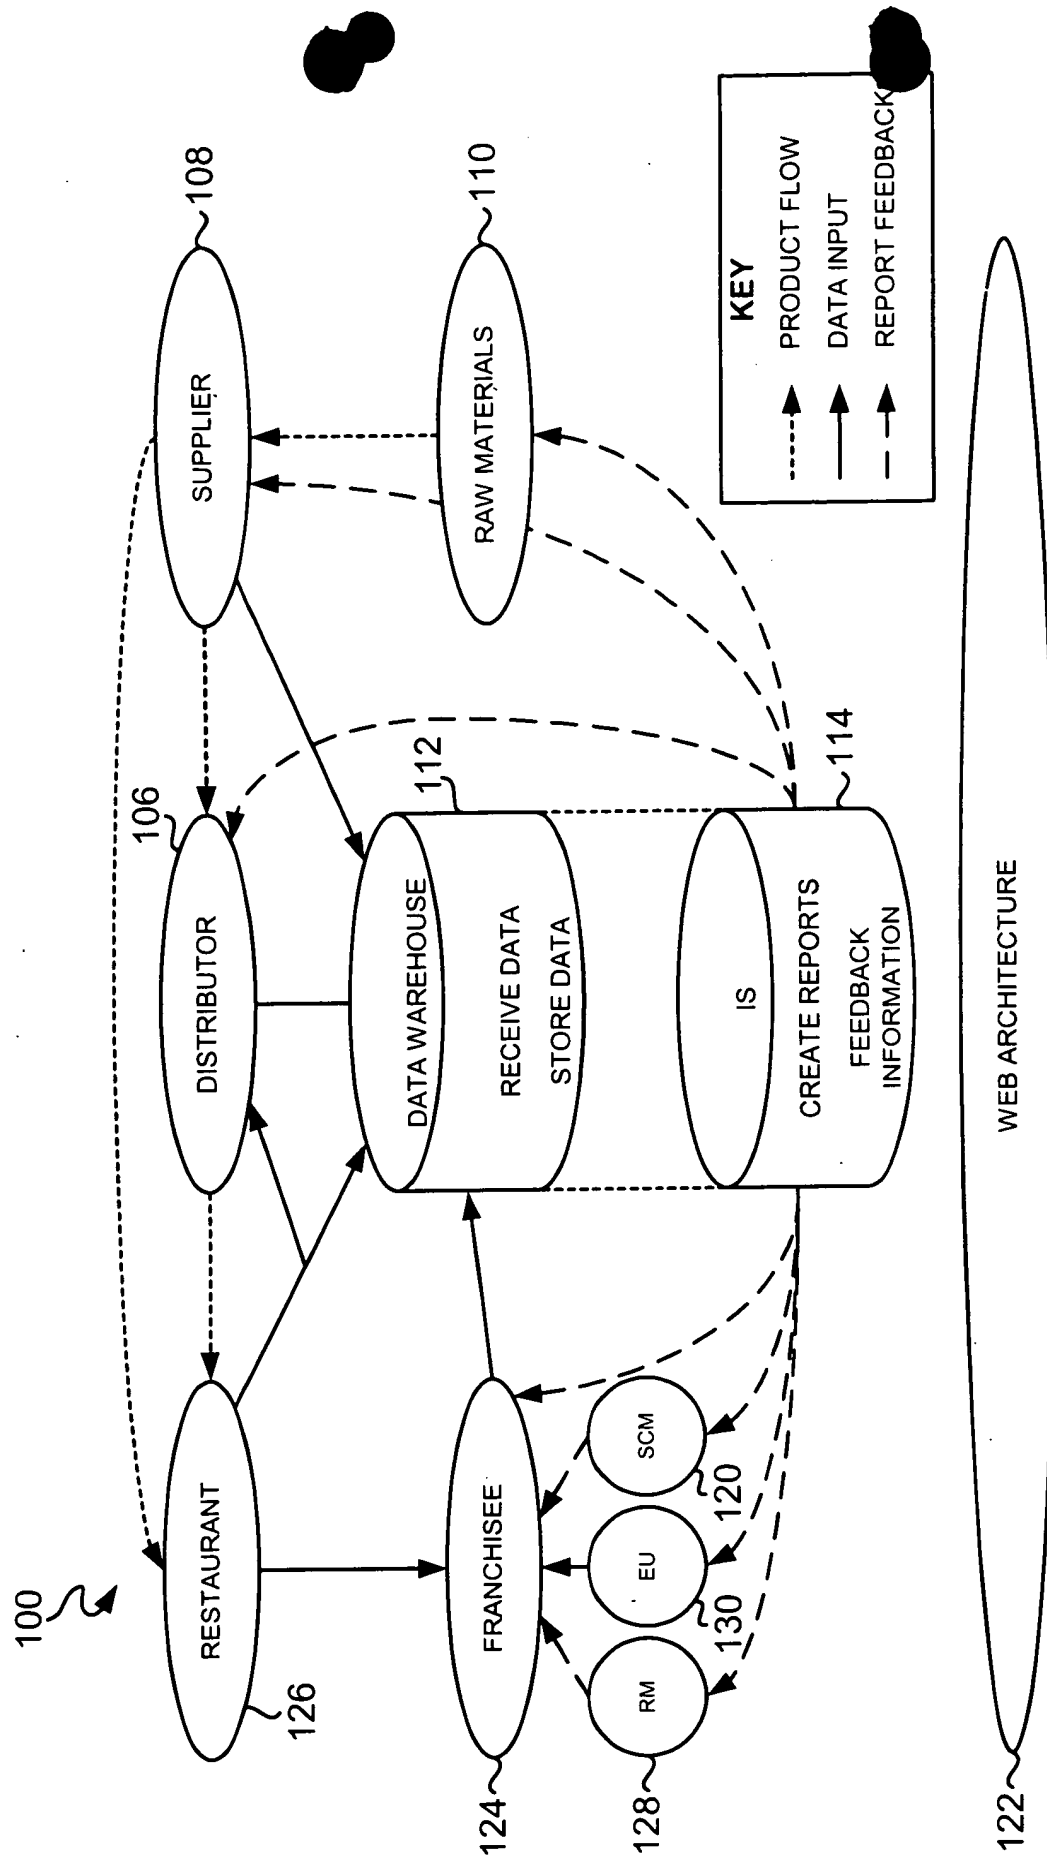 100
RESTAURANT
126
DISTRIBUTOR
106
SUPPLIER
108
FRANCHISEE
124
DATA WAREHOUSE
RECEIVE DATA
STORE DATA
112
RAW MATERIALS
110
RM
128
EU
130
SCM
120
IS
CREATE REPORTS
FEEDBACK
INFORMATION
114
KEY
PRODUCT FLOW
DATA INPUT
REPORT FEEDBACK
WEB ARCHITECTURE
122